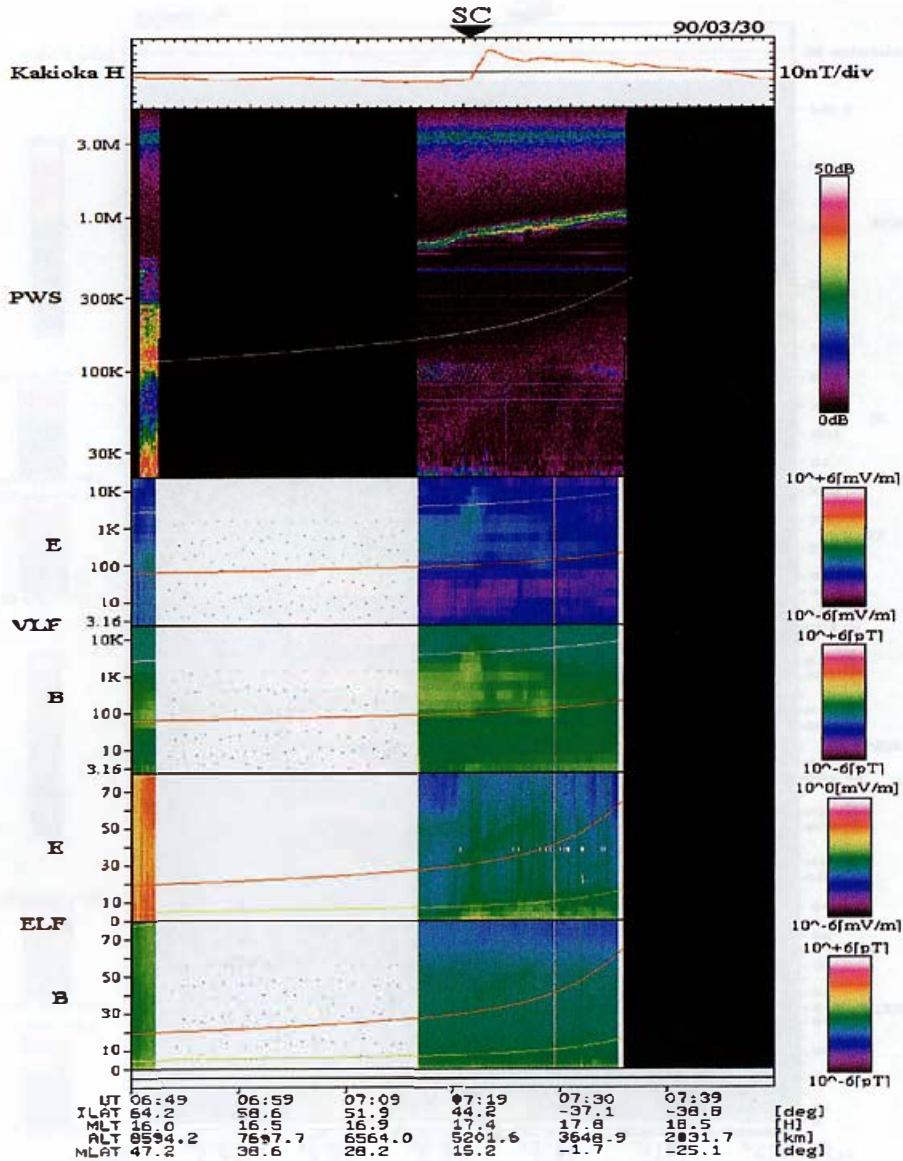 SC
90/03/30
Kakioka H
10nT/div
3.0M
1.0M
PWS
300K
100K
30K
50dB
0dB
10K
1K
E
100
10
3.16
10^+6[mV/m]
10^-6[mV/m]
VLF
10K
1K
B
100
10
3.16
10^+6[pT]
10^-6[pT]
70
50
E
30
10
0
10^0[mV/m]
10^-6[mV/m]
ELF
70
50
B
30
10
0
10^+6[pT]
10^-6[pT]
UT 06:49 06:59 07:09 07:19 07:30 07:39
ILAT 64.2 58.6 51.9 44.2 -37.1 -38.8 [deg]
MLT 16.0 16.5 16.9 17.4 17.8 18.5 [H]
ALT 8594.2 7697.7 6564.0 5201.6 3648.9 2031.7 [km]
MLAT 47.2 38.6 28.2 15.2 -1.7 -25.1 [deg]